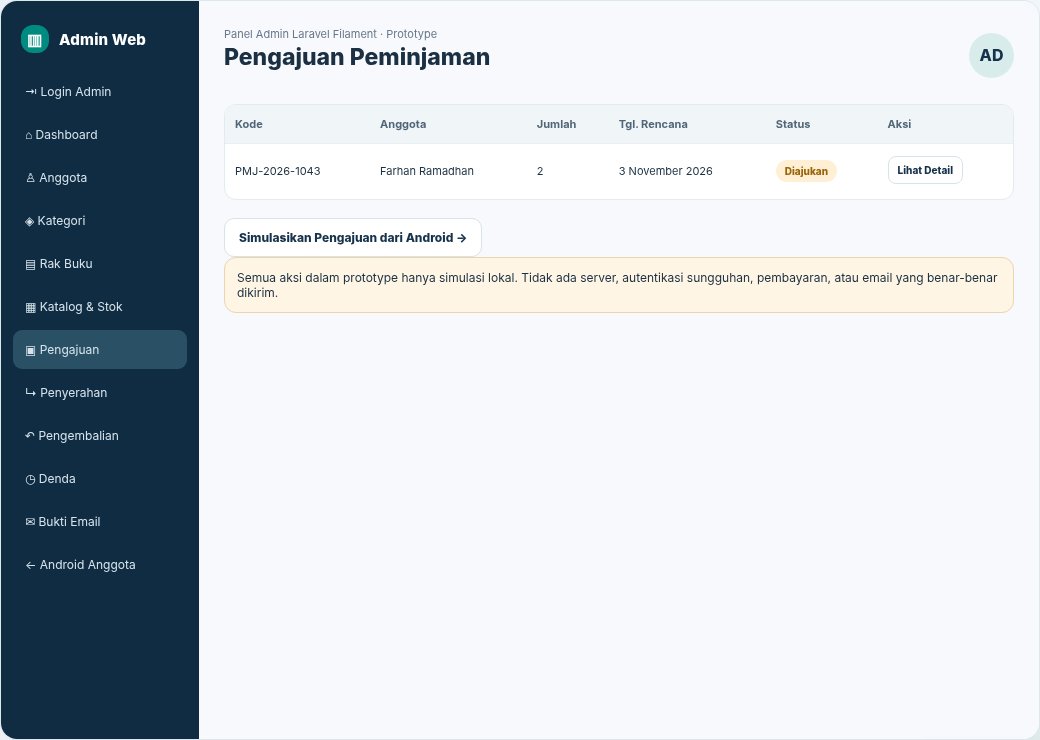 Admin Web
⇥ Login Admin
⌂ Dashboard
♙ Anggota
◈ Kategori
▤ Rak Buku
▦ Katalog & Stok
▣ Pengajuan
↳ Penyerahan
↶ Pengembalian
◷ Denda
✉ Bukti Email
← Android Anggota
Panel Admin Laravel Filament · Prototype
Pengajuan Peminjaman
AD
Kode Anggota Jumlah Tgl. Rencana Status Aksi
PMJ-2026-1043 Farhan Ramadhan 2 3 November 2026 Diajukan Lihat Detail
Simulasikan Pengajuan dari Android →
Semua aksi dalam prototype hanya simulasi lokal. Tidak ada server, autentikasi sungguhan, pembayaran, atau email yang benar-benar
dikirim.